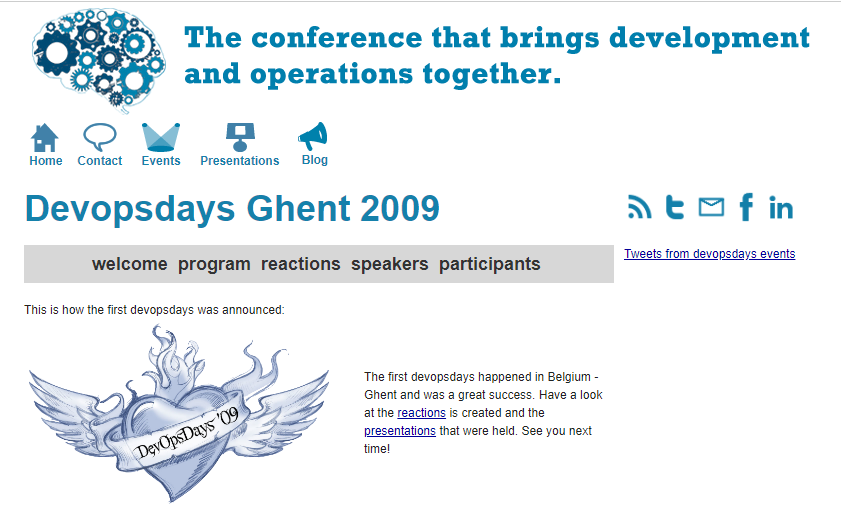 The conference that brings development
and operations together.
Home Contact Events Presentations Blog
Devopsdays Ghent 2009
welcome program reactions speakers participants
Tweets from devopsdays events
This is how the first devopsdays was announced:
DevOpsDays '09
The first devopsdays happened in Belgium -
Ghent and was a great success. Have a look
at the reactions is created and the
presentations that were held. See you next
time!